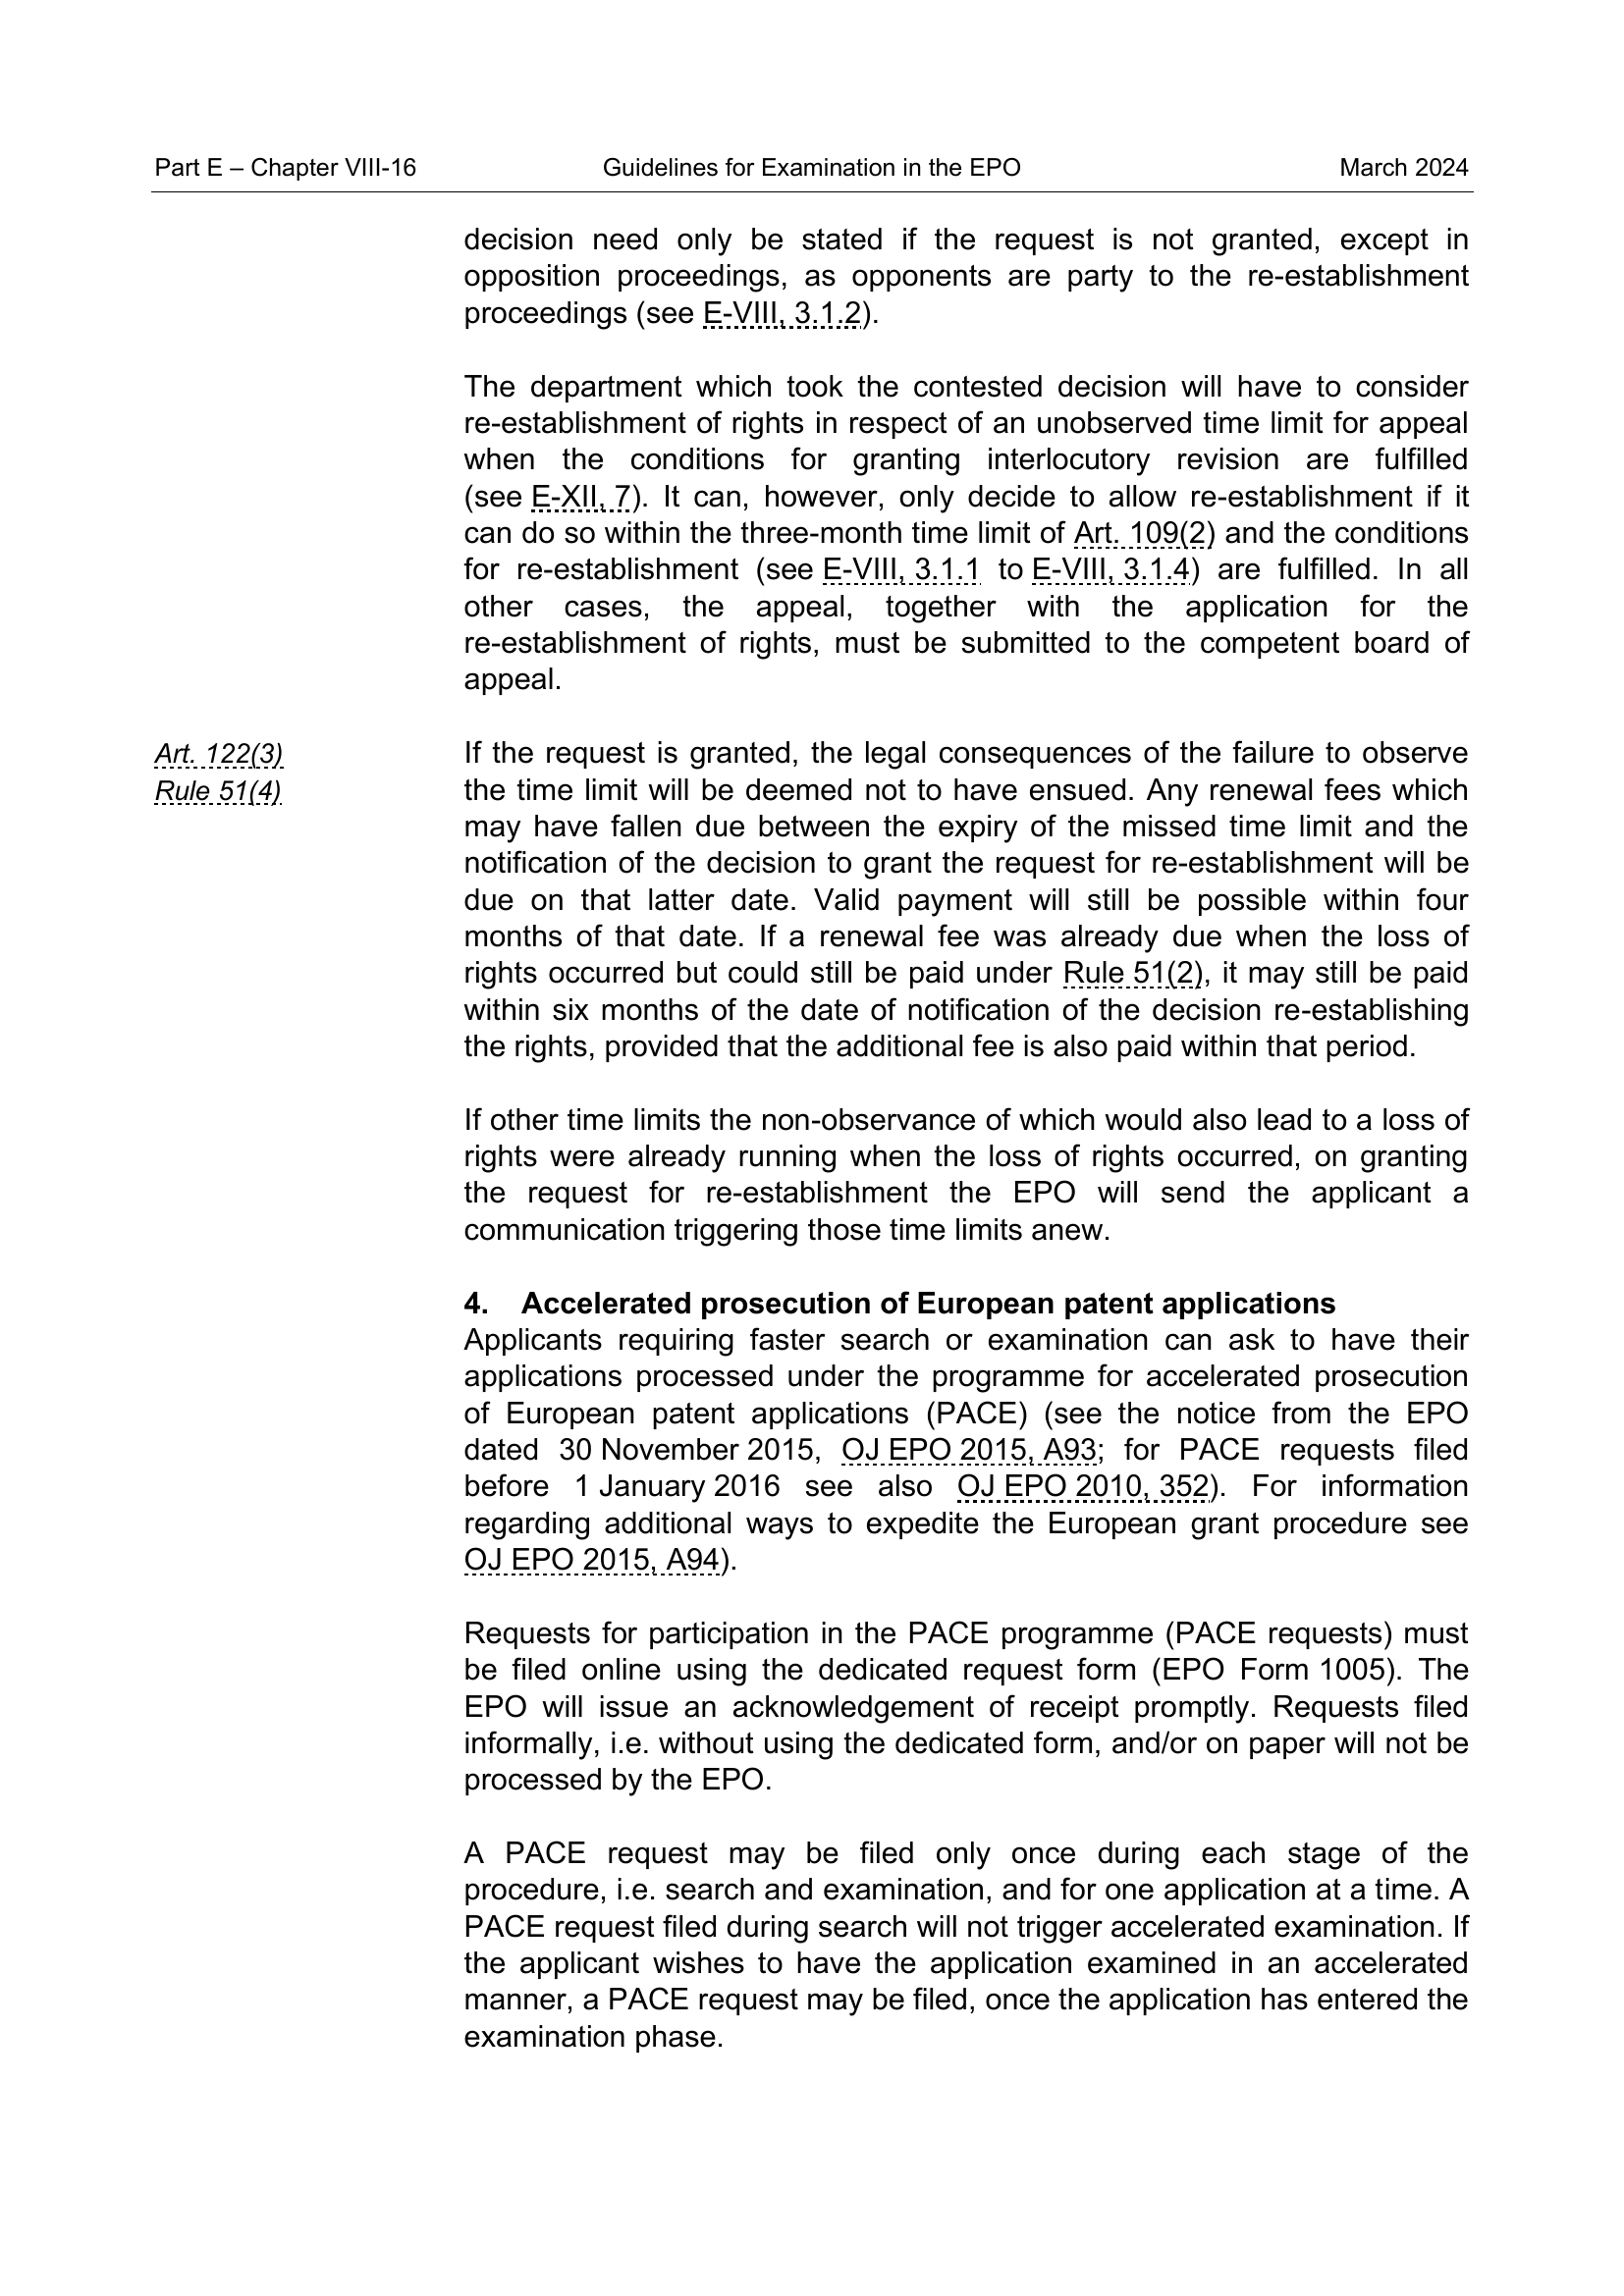 Part E – Chapter VIII-16 Guidelines for Examination in the EPO March 2024
decision need only be stated if the request is not granted, except in
opposition proceedings, as opponents are party to the re-establishment
proceedings (see E-VIII, 3.1.2).
The department which took the contested decision will have to consider
re-establishment of rights in respect of an unobserved time limit for appeal
when the conditions for granting interlocutory revision are fulfilled
(see E-XII, 7). It can, however, only decide to allow re-establishment if it
can do so within the three-month time limit of Art. 109(2) and the conditions
for re-establishment (see E-VIII, 3.1.1 to E-VIII, 3.1.4) are fulfilled. In all
other cases, the appeal, together with the application for the
re-establishment of rights, must be submitted to the competent board of
appeal.
Art. 122(3)
Rule 51(4)
If the request is granted, the legal consequences of the failure to observe
the time limit will be deemed not to have ensued. Any renewal fees which
may have fallen due between the expiry of the missed time limit and the
notification of the decision to grant the request for re-establishment will be
due on that latter date. Valid payment will still be possible within four
months of that date. If a renewal fee was already due when the loss of
rights occurred but could still be paid under Rule 51(2), it may still be paid
within six months of the date of notification of the decision re-establishing
the rights, provided that the additional fee is also paid within that period.
If other time limits the non-observance of which would also lead to a loss of
rights were already running when the loss of rights occurred, on granting
the request for re-establishment the EPO will send the applicant a
communication triggering those time limits anew.
4. Accelerated prosecution of European patent applications
Applicants requiring faster search or examination can ask to have their
applications processed under the programme for accelerated prosecution
of European patent applications (PACE) (see the notice from the EPO
dated 30 November 2015, OJ EPO 2015, A93; for PACE requests filed
before 1 January 2016 see also OJ EPO 2010, 352). For information
regarding additional ways to expedite the European grant procedure see
OJ EPO 2015, A94).
Requests for participation in the PACE programme (PACE requests) must
be filed online using the dedicated request form (EPO Form 1005). The
EPO will issue an acknowledgement of receipt promptly. Requests filed
informally, i.e. without using the dedicated form, and/or on paper will not be
processed by the EPO.
A PACE request may be filed only once during each stage of the
procedure, i.e. search and examination, and for one application at a time. A
PACE request filed during search will not trigger accelerated examination. If
the applicant wishes to have the application examined in an accelerated
manner, a PACE request may be filed, once the application has entered the
examination phase.